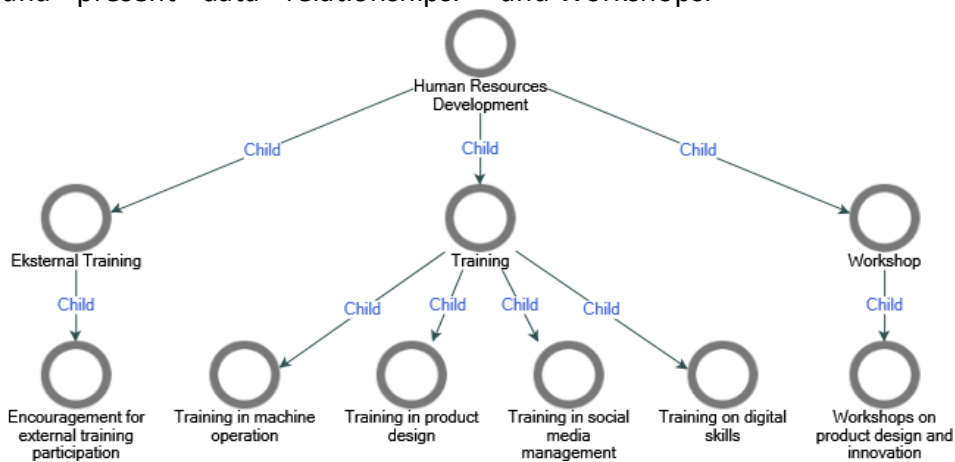 and present data relationships. and Workshops.
Human Resources
Development
Child
Child
Child
Eksternal Training
Training
Workshop
Child
Child
Child
Child
Child
Child
Encouragement for
external training
participation
Training in machine
operation
Training in product
design
Training in social
media
management
Training on digital
skills
Workshops on
product design and
innovation